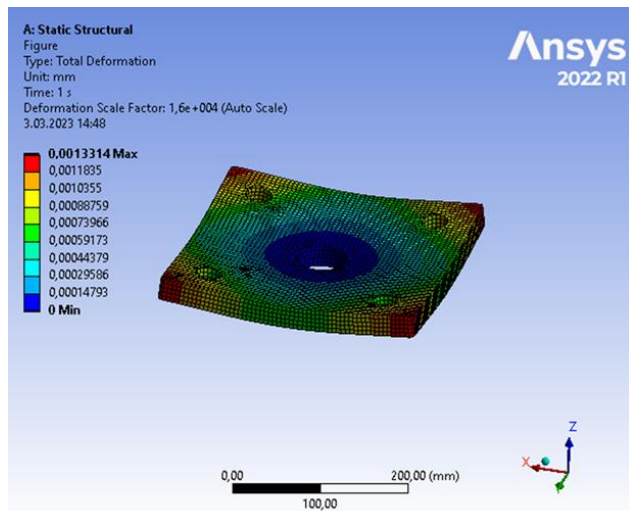 A: Static Structural
Figure
Type: Total Deformation
Unit: mm
Time: 1 s
Deformation Scale Factor: 1,6e+004 (Auto Scale)
3.03.2023 14:48
Ansys
2022 R1
0,0013314 Max
0,0011835
0,0010355
0,00088759
0,00073966
0,00059173
0,00044379
0,00029586
0,00014793
0 Min
Z
X
0,00
200,00 (mm)
100,00